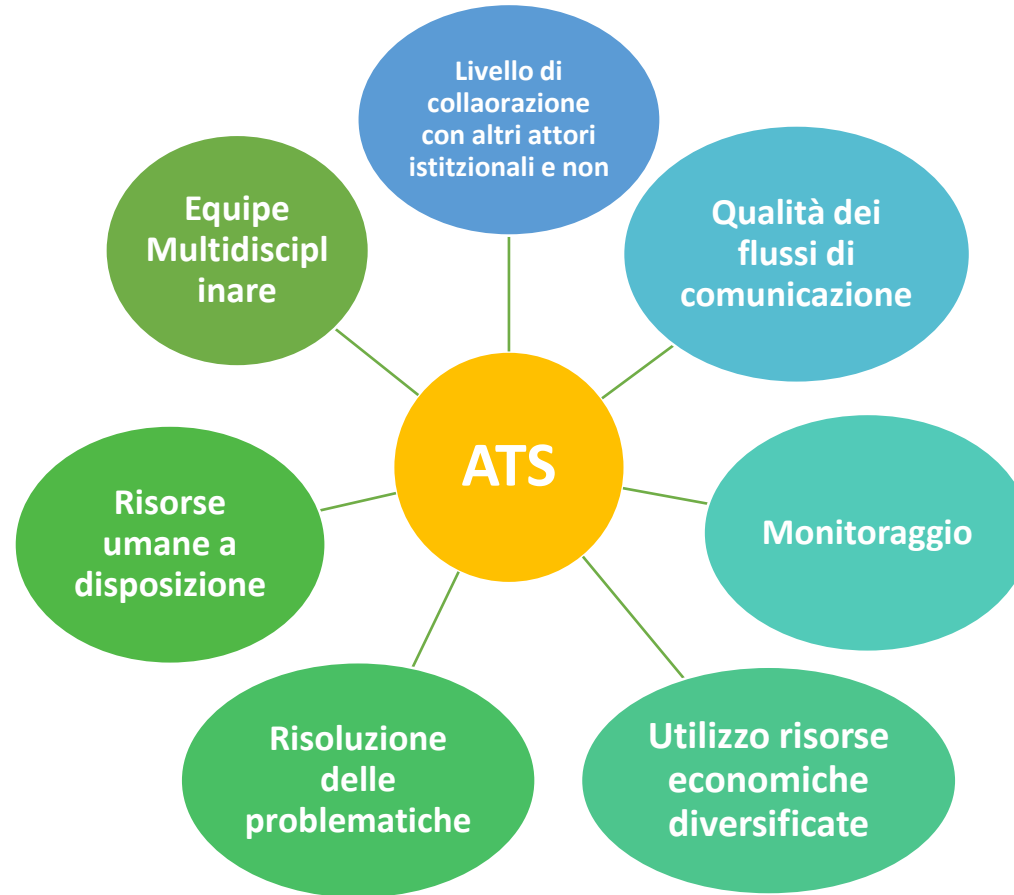 Livello di
collaorazione
con altri attori
istitzionali e non
Qualità dei
flussi di
comunicazione
Monitoraggio
Utilizzo risorse
economiche
diversificate
Risoluzione
delle
problematiche
Risorse
umane a
disposizione
Equipe
Multidiscipl
inare
ATS